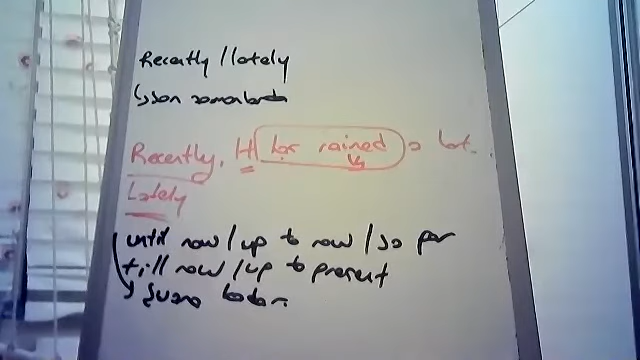 Recently / lately
↳ son zamanlarda
Recently, It has rained a lot.
V3
Lately
until now / up to now / so far
till now / up to present
↳ şuana kadar